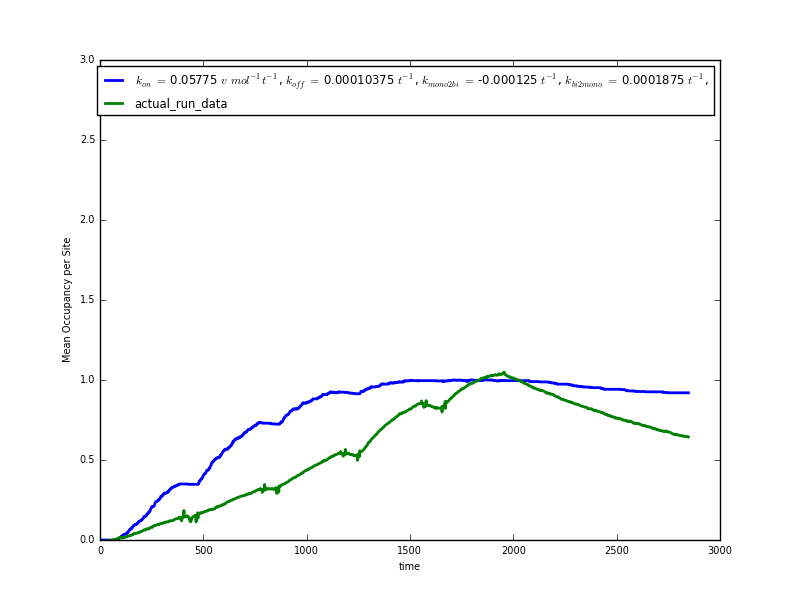 3.0
k_on = 0.05775 v mol^−1 t^−1, k_off = 0.00010375 t^−1, k_mono2bi = -0.000125 t^−1, k_bi2mono = 0.0001875 t^−1,
actual_run_data
2.5
2.0
Mean Occupancy per Site
1.5
1.0
0.5
0.0
0 500 1000 1500 2000 2500 3000
time